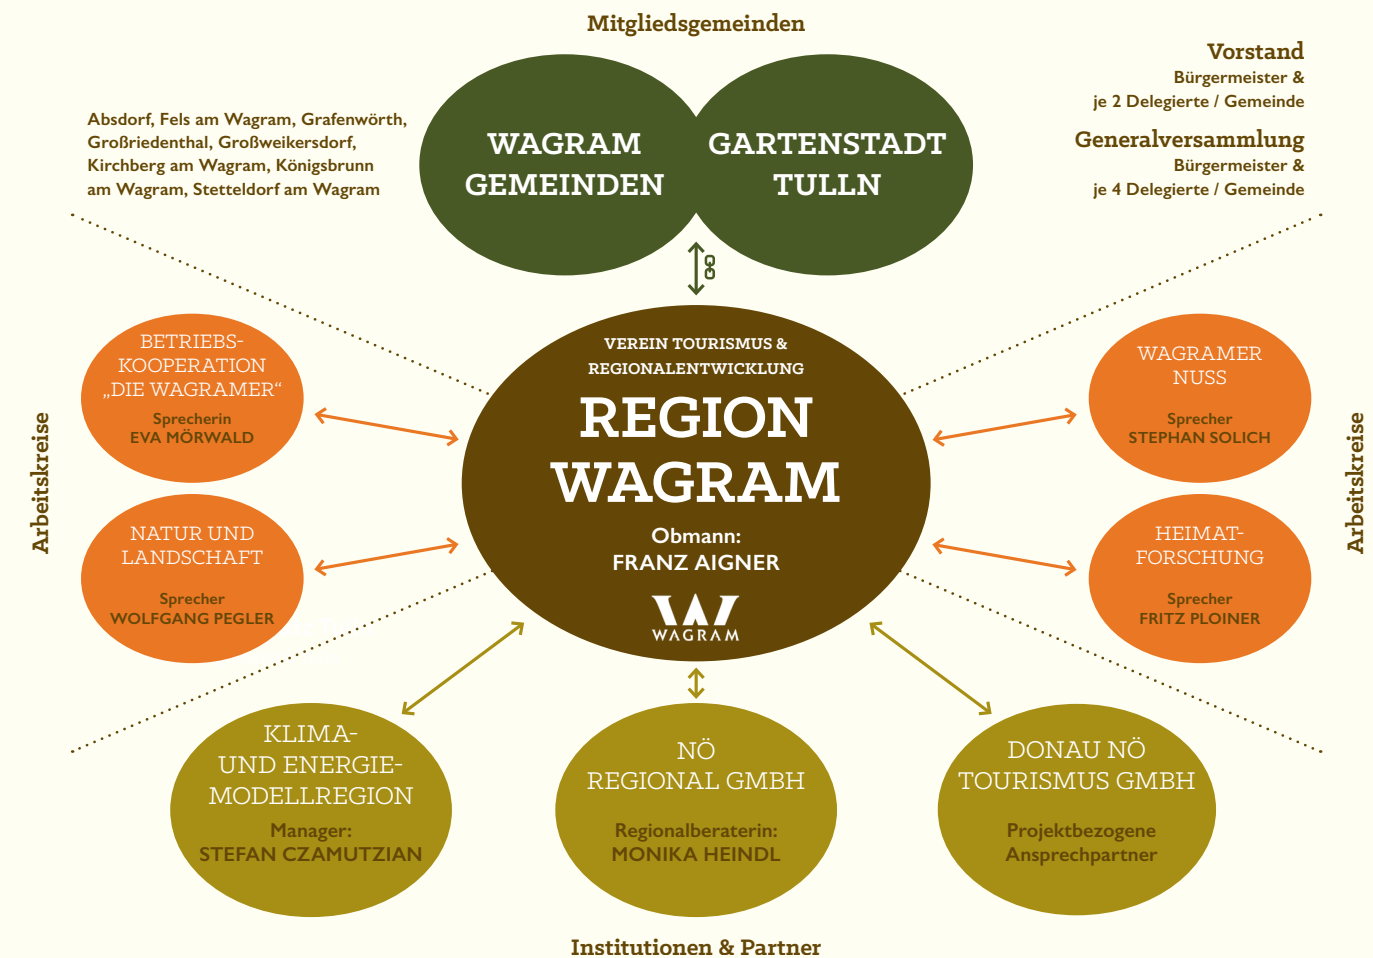 Mitgliedsgemeinden
Absdorf, Fels am Wagram, Grafenwörth,
Großriedenthal, Großweikersdorf,
Kirchberg am Wagram, Königsbrunn
am Wagram, Stetteldorf am Wagram
WAGRAM
GEMEINDEN
GARTENSTADT
TULLN
Vorstand
Bürgermeister &
je 2 Delegierte / Gemeinde
Generalversammlung
Bürgermeister &
je 4 Delegierte / Gemeinde
Arbeitskreise
BETRIEBS-
KOOPERATION
„DIE WAGRAMER“
Sprecherin
EVA MÖRWALD
NATUR UND
LANDSCHAFT
Sprecher
WOLFGANG PEGLER
VEREIN TOURISMUS &
REGIONALENTWICKLUNG
REGION
WAGRAM
Obmann:
FRANZ AIGNER
WAGRAM
WAGRAMER
NUSS
Sprecher
STEPHAN SOLICH
HEIMAT-
FORSCHUNG
Sprecher
FRITZ PLOINER
Arbeitskreise
KLIMA-
UND ENERGIE-
MODELLREGION
Manager:
STEFAN CZAMUTZIAN
NÖ
REGIONAL GMBH
Regionalberaterin:
MONIKA HEINDL
DONAU NÖ
TOURISMUS GMBH
Projektbezogene
Ansprechpartner
Institutionen & Partner